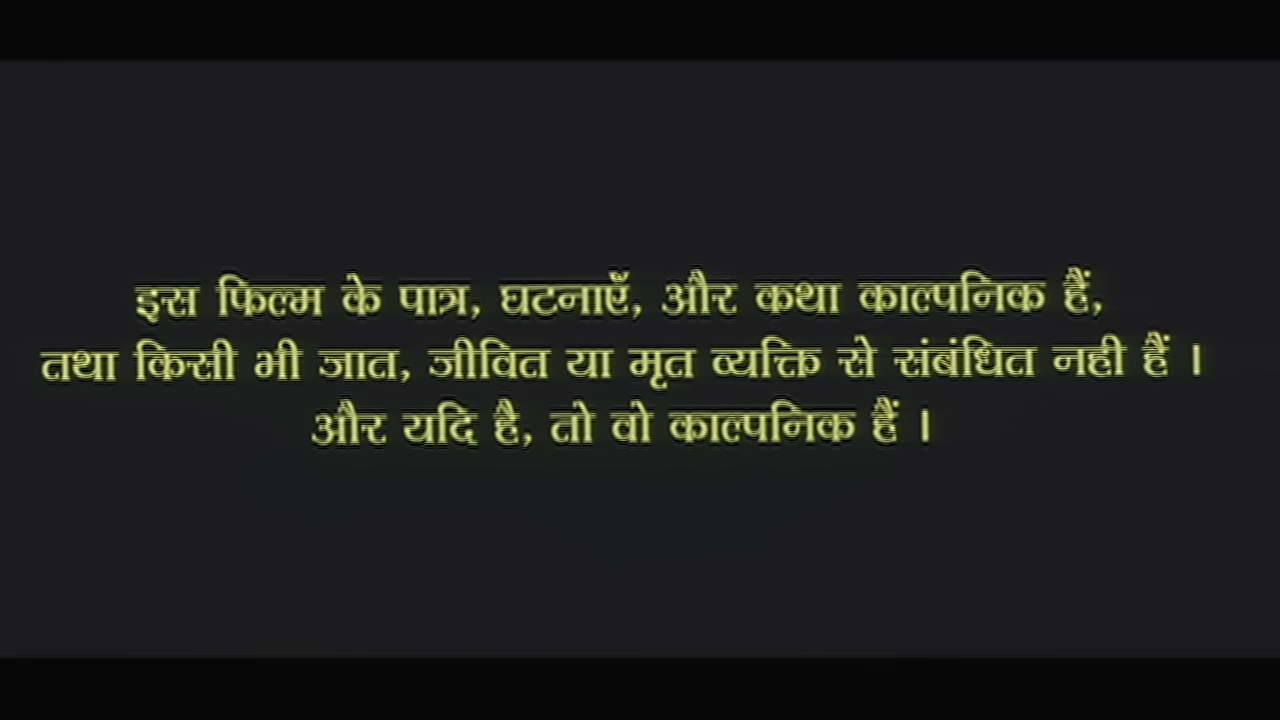 इस फिल्म के पात्र, घटनाएँ, और कथा काल्पनिक हैं,
तथा किसी भी जात, जीवित या मृत व्यक्ति से संबंधित नही हैं ।
और यदि है, तो वो काल्पनिक हैं ।